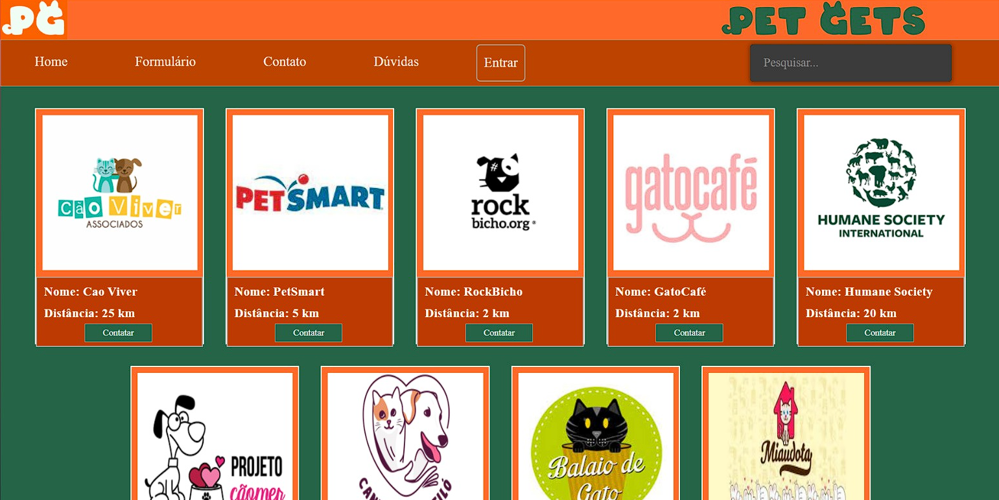 PG
PET GETS
Home
Formulário
Contato
Dúvidas
Entrar
Pesquisar...
Cão Viver
ASSOCIADOS
PETSMART
#
rock
bicho.org
gatocafé
HUMANE SOCIETY
INTERNATIONAL
Nome: Cao Viver
Distância: 25 km
Contatar
Nome: PetSmart
Distância: 5 km
Contatar
Nome: RockBicho
Distância: 2 km
Contatar
Nome: GatoCafé
Distância: 2 km
Contatar
Nome: Humane Society
Distância: 20 km
Contatar
PROJETO
cãomer
Balaio de
Gato
Miaudota